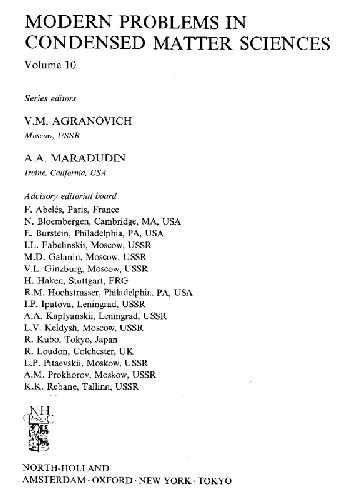 MODERN PROBLEMS IN
CONDENSED MATTER SCIENCES
Volume 10
Series editors
V.M. AGRANOVICH
Moscow, USSR
A.A. MARADUDIN
Irvine, California, USA
Advisory editorial board
F. Abelés, Paris, France
N. Bloembergen, Cambridge, MA, USA
E. Burstein, Philadelphia, PA, USA
I.L. Fabelinskii, Moscow, USSR
M.D. Galanin, Moscow, USSR
V.L. Ginzburg, Moscow, USSR
H. Haken, Stuttgart, FRG
R.M. Hochstrasser, Philadelphia, PA, USA
I.P. Ipatova, Leningrad, USSR
A.A. Kaplyanskii, Leningrad, USSR
L.V. Keldysh, Moscow, USSR
R. Kubo, Tokyo, Japan
R. Loudon, Colchester, UK
L.P. Pitaevskii, Moscow, USSR
A.M. Prokhorov, Moscow, USSR
K.K. Rebane, Tallinn, USSR
NH
NORTH-HOLLAND
AMSTERDAM · OXFORD · NEW YORK · TOKYO